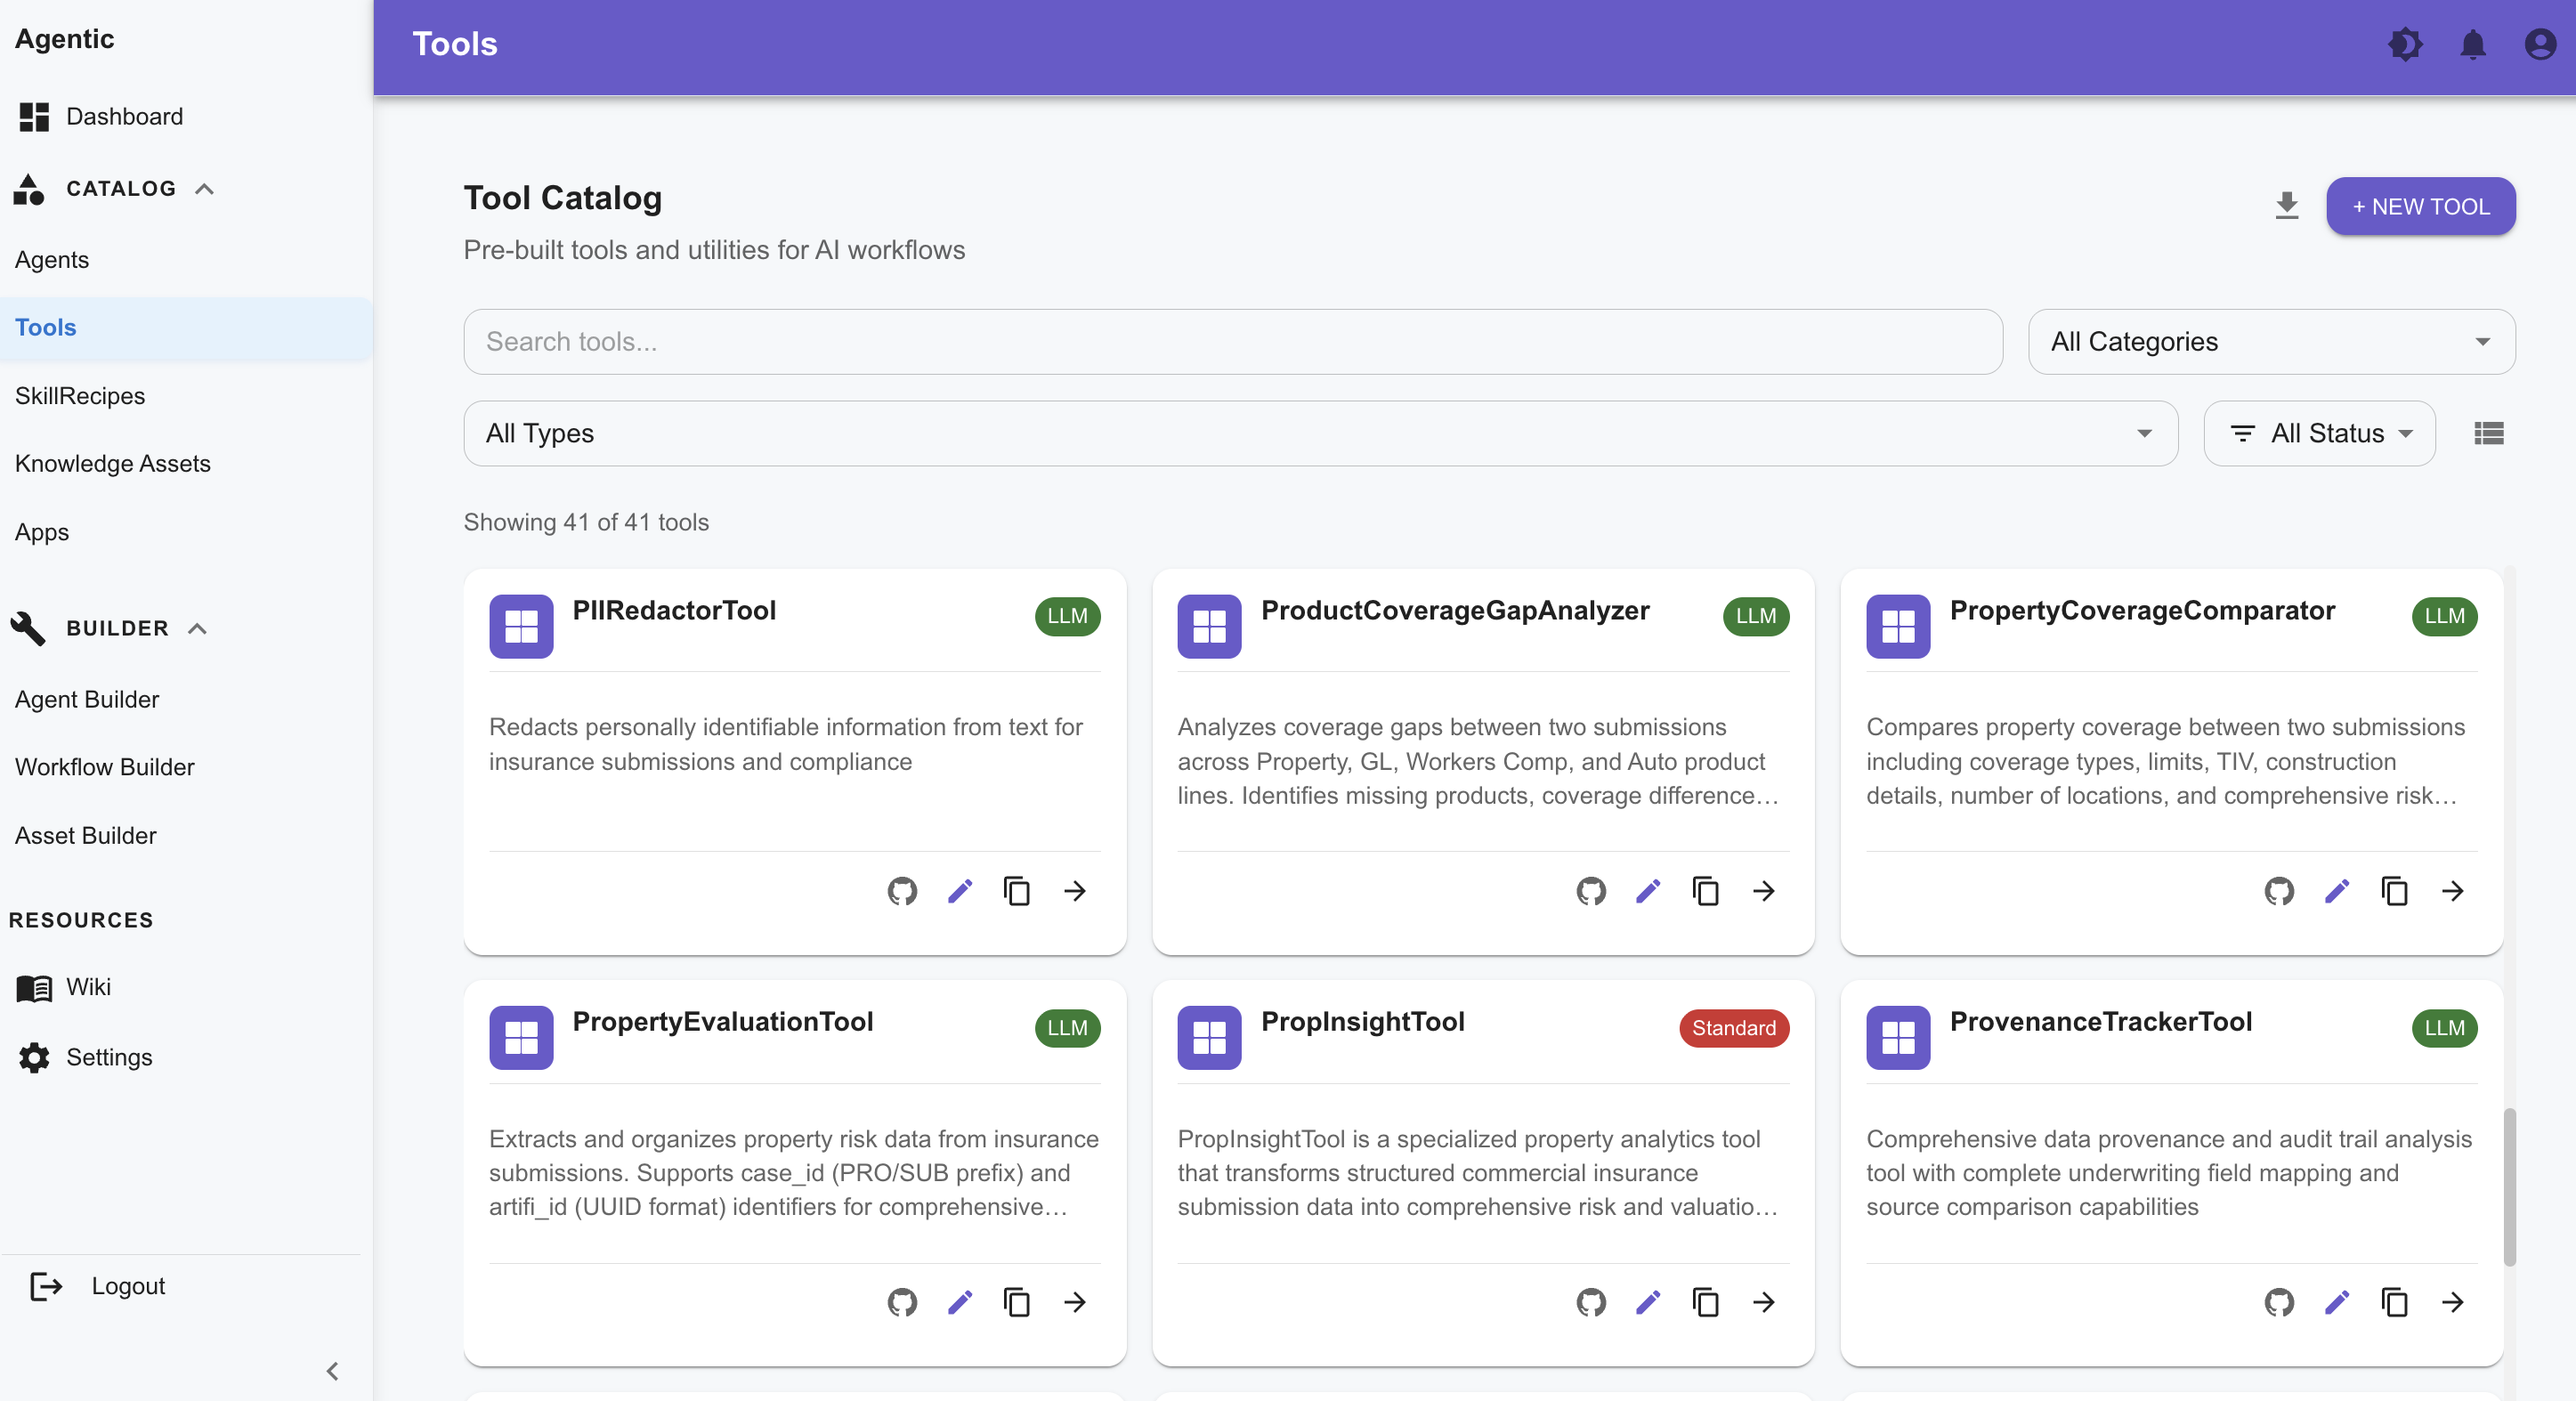 Agentic
Dashboard
CATALOG
Agents
Tools
SkillRecipes
Knowledge Assets
Apps
BUILDER
Agent Builder
Workflow Builder
Asset Builder
RESOURCES
Wiki
Settings
Logout
Tools
Tool Catalog
+ NEW TOOL
Pre-built tools and utilities for AI workflows
Search tools...
All Categories
All Types
All Status
Showing 41 of 41 tools
PIIRedactorTool
LLM
Redacts personally identifiable information from text for
insurance submissions and compliance
ProductCoverageGapAnalyzer
LLM
Analyzes coverage gaps between two submissions
across Property, GL, Workers Comp, and Auto product
lines. Identifies missing products, coverage difference…
PropertyCoverageComparator
LLM
Compares property coverage between two submissions
including coverage types, limits, TIV, construction
details, number of locations, and comprehensive risk…
PropertyEvaluationTool
LLM
Extracts and organizes property risk data from insurance
submissions. Supports case_id (PRO/SUB prefix) and
artifi_id (UUID format) identifiers for comprehensive…
PropInsightTool
Standard
PropInsightTool is a specialized property analytics tool
that transforms structured commercial insurance
submission data into comprehensive risk and valuatio…
ProvenanceTrackerTool
LLM
Comprehensive data provenance and audit trail analysis
tool with complete underwriting field mapping and
source comparison capabilities